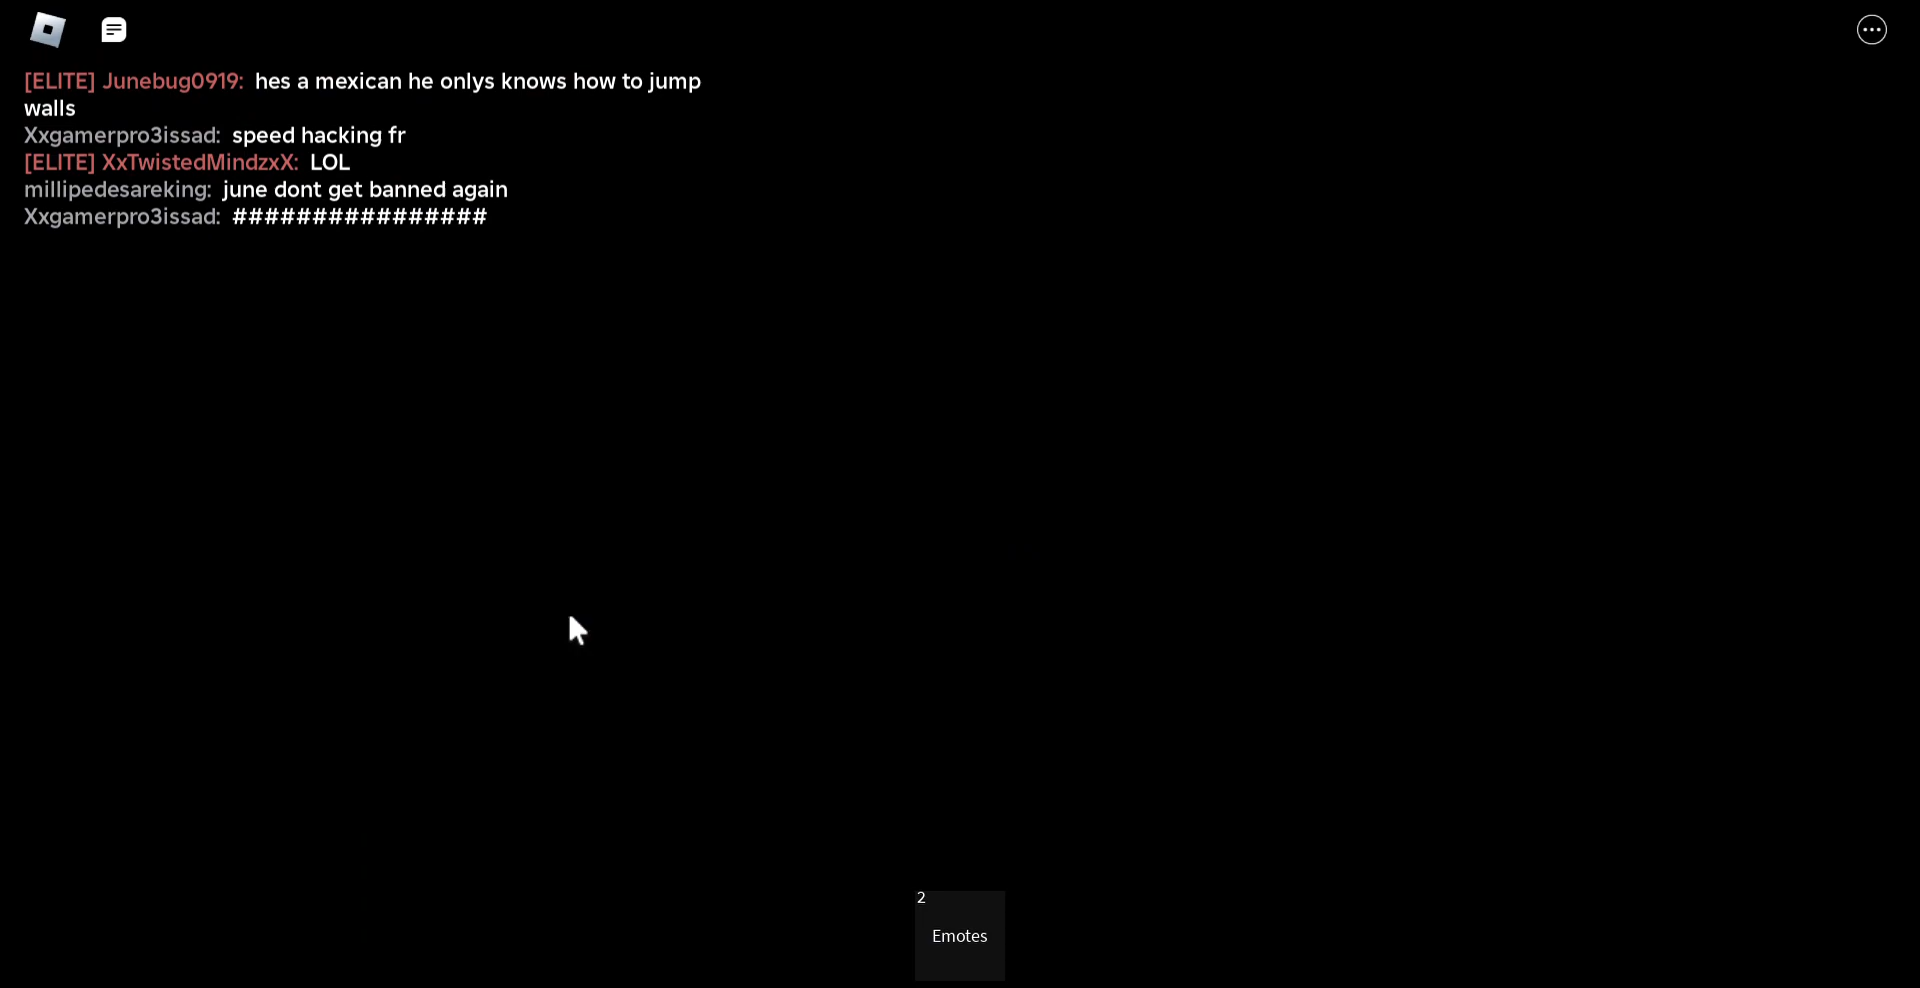 [ELITE] Junebug0919: hes a mexican he onlys knows how to jump
walls
Xxgamerpro3issad: speed hacking fr
[ELITE] XxTwistedMindzxX: LOL
millipedesareking: june dont get banned again
Xxgamerpro3issad: ################
2
Emotes